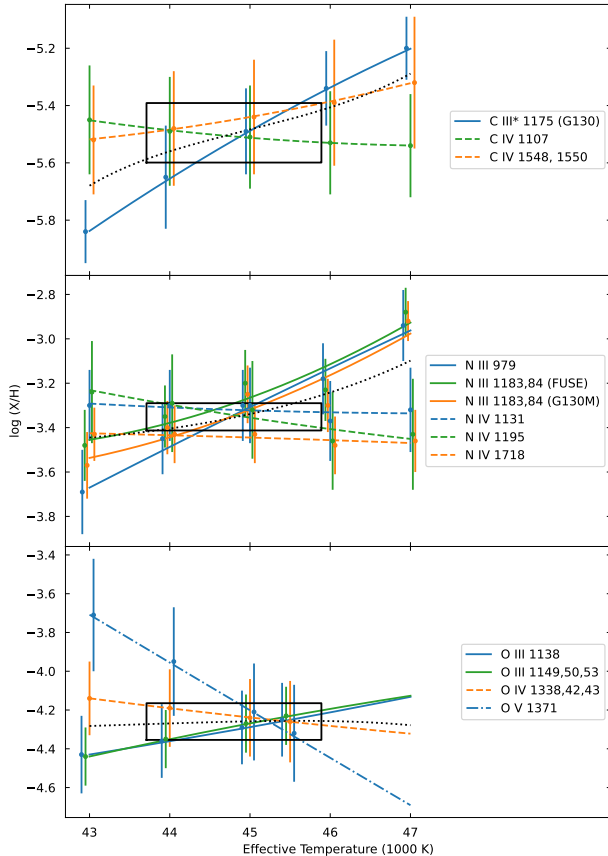 −5.2
−5.4
−5.6
−5.8
C III* 1175 (G130)
C IV 1107
C IV 1548, 1550
−2.8
−3.0
−3.2
−3.4
−3.6
−3.8
log (X/H)
N III 979
N III 1183,84 (FUSE)
N III 1183,84 (G130M)
N IV 1131
N IV 1195
N IV 1718
−3.4
−3.6
−3.8
−4.0
−4.2
−4.4
−4.6
O III 1138
O III 1149,50,53
O IV 1338,42,43
O V 1371
43 44 45 46 47
Effective Temperature (1000 K)